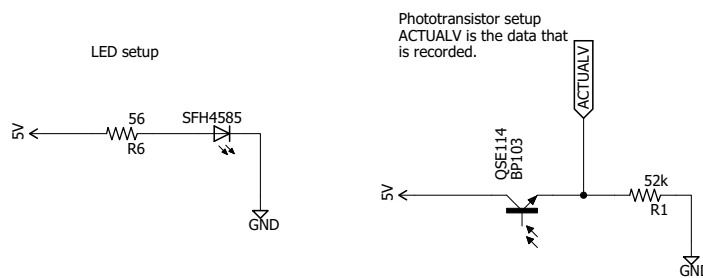 LED setup
5V
56
R6
SFH4585
GND
Phototransistor setup
ACTUALV is the data that
is recorded.
ACTUALV
5V
QSE114
BP103
52k
R1
GND